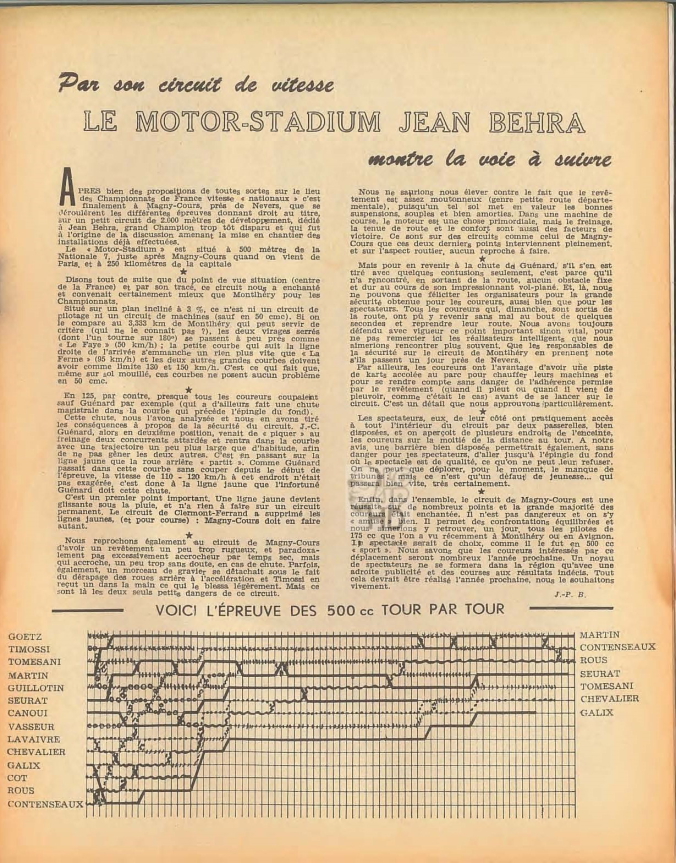 Par son circuit de vitesse
LE MOTOR-STADIUM JEAN BEHRA
montre la voie à suivre
APRES bien des propositions de toutes sortes sur le lieu
des Championnats de France vitesse « nationaux » c'est
finalement à Magny-Cours, près de Nevers, que se
déroulèrent les différentes épreuves donnant droit au titre,
sur un petit circuit de 2.000 mètres de développement, dédié
à Jean Behra, grand Champion trop tôt disparu et qui fut
à l'origine de la discussion amenant la mise en chantier des
installations déjà effectuées.
Le « Motor-Stadium » est situé à 500 mètres de la
Nationale 7, juste après Magny-Cours quand on vient de
Paris, et à 250 kilomètres de la capitale
★
Disons tout de suite que du point de vue situation (centre
de la France) et par son tracé, ce circuit nous a enchanté
et convenait certainement mieux que Montlhéry pour les
Championnats.
Situé sur un plan incliné à 3 %, ce n'est ni un circuit de
pilotage ni un circuit de machines (sauf en 50 cmc). Si on
le compare au 3,333 km de Montlhéry, qui peut servir de
critère (qui ne le connaît pas ?), les deux virages serrés
(dont l'un tourne sur 180°) se passent à peu près comme
« Le Faye » (50 km/h) ; la petite courbe qui suit la ligne
droite de l'arrivée s'emmanche un rien plus vite que « La
Ferme » (95 km/h) et les deux autres grandes courbes doivent
avoir comme limite 130 et 150 km/h. C'est ce qui fait que,
même sur sol mouillé, ces courbes ne posent aucun problème
en 50 cmc.
★
En 125, par contre, presque tous les coureurs coupaient
sauf Guénard par exemple (qui a d'ailleurs fait une chute
magistrale dans la courbe qui précède l'épingle du fond).
Cette chute, nous l'avons analysée et nous en avons tiré
les conséquences à propos de la sécurité du circuit. J.-C.
Guénard, alors en deuxième position, venait de « piquer » au
freinage deux concurrents attardés et rentra dans la courbe
avec une trajectoire un peu plus large que d'habitude, afin
de ne pas gêner les deux autres. C'est en passant sur la
ligne jaune que la roue arrière « partit ». Comme Guénard
passait dans cette courbe sans couper depuis le début de
l'épreuve, la vitesse de 110 - 120 km/h à cet endroit n'était
pas exagérée, c'est donc à la ligne jaune que l'infortuné
Guénard doit cette chute.
C'est un premier point important. Une ligne jaune devient
glissante sous la pluie, et n'a rien à faire sur un circuit
permanent. Le circuit de Clermont-Ferrand a supprimé les
lignes jaunes, (et pour course) : Magny-Cours doit en faire
autant.
★
Nous reprochons également au circuit de Magny-Cours
d'avoir un revêtement un peu trop rugueux, et paradoxa-
lement pas excessivement accrocheur par temps sec, mais
qui accroche, un peu trop sans doute, en cas de chute. Parfois,
également, un morceau de gravier se détachait sous le fait
du dérapage des roues arrière à l'accélération et Timossi en
reçut un dans la main ce qui le blessa légèrement. Mais ce
sont là les deux seuls petits dangers de ce circuit.
Nous ne saurions nous élever contre le fait que le revê-
tement est assez moutonneux (genre petite route départe-
mentale), puisqu'un tel sol met en valeur les bonnes
suspensions, souples et bien amorties. Dans une machine de
course, le moteur est une chose primordiale, mais le freinage,
la tenue de route et le confort sont aussi des facteurs de
victoire. Ce sont sur des circuits comme celui de Magny-
Cours que ces deux derniers points interviennent pleinement,
et sur l'aspect routier, aucun reproche à faire.
★
Mais pour en revenir à la chute de Guénard, s'il s'en est
tiré avec quelques contusions seulement, c'est parce qu'il
n'a rencontré, en sortant de la route, aucun obstacle fixe
et dur au cours de son impressionnant vol-plané. Et, là, nous
ne pouvons que féliciter les organisateurs pour la grande
sécurité obtenue pour les coureurs, aussi bien que pour les
spectateurs. Tous les coureurs qui, dimanche, sont sortis de
la route, ont pu y revenir sans mal au bout de quelques
secondes et reprendre leur route. Nous avons toujours
défendu avec vigueur ce point important sinon vital, pour
ne pas remercier ici les réalisateurs intelligents que nous
aimerions rencontrer plus souvent. Que les responsables de
la sécurité sur le circuit de Montlhéry en prennent note
s'ils passent un jour près de Nevers.
Par ailleurs, les coureurs ont l'avantage d'avoir une piste
de karts accolée au parc pour chauffer leurs machines et
pour se rendre compte sans danger de l'adhérence permise
par le revêtement (quand il pleut ou quand il vient de
pleuvoir, comme c'était le cas) avant de se lancer sur le
circuit. C'est un détail que nous approuvons particulièrement.
★
Les spectateurs, eux, de leur côté ont pratiquement accès
à tout l'intérieur du circuit par deux passerelles, bien
disposées, et on aperçoit de plusieurs endroits de l'enceinte,
les coureurs sur la moitié de la distance au tour. A notre
avis, une barrière bien disposée permettrait également, sans
danger pour les spectateurs, d'aller jusqu'à l'épingle du fond
où le spectacle est de qualité, ce qu'on ne peut leur refuser.
On ne peut que déplorer, pour le moment, le manque de
tribunes mais ce n'est qu'un défaut de jeunesse... qui
vite, très certainement.
★
Enfin, dans l'ensemble, le circuit de Magny-Cours est une
de nombreux points et la grande majorité des
coureurs était enchantée. Il n'est pas dangereux et on s'y
bien. Il permet des confrontations équilibrées et
nous aimerions y retrouver, un jour, tous les pilotes de
175 cc que l'on a vu récemment à Montlhéry ou en Avignon.
Le spectacle serait de choix, comme il le fut en 500 cc
« sport ». Nous savons que les coureurs intéressés par ce
déplacement seront nombreux l'année prochaine. Un noyau
de spectateurs ne se formera dans la région qu'avec une
adroite publicité et des courses aux résultats indécis. Tout
cela devrait être réalisé l'année prochaine, nous le souhaitons
vivement.
J.-P. B.
VOICI L'ÉPREUVE DES 500 cc TOUR PAR TOUR
GOETZ
TIMOSSI
TOMESANI
MARTIN
GUILLOTIN
SEURAT
CANOUI
VASSEUR
LAVAIVRE
CHEVALIER
GALIX
COT
ROUS
CONTENSEAUX
MARTIN
CONTENSEAUX
ROUS
SEURAT
TOMESANI
CHEVALIER
GALIX